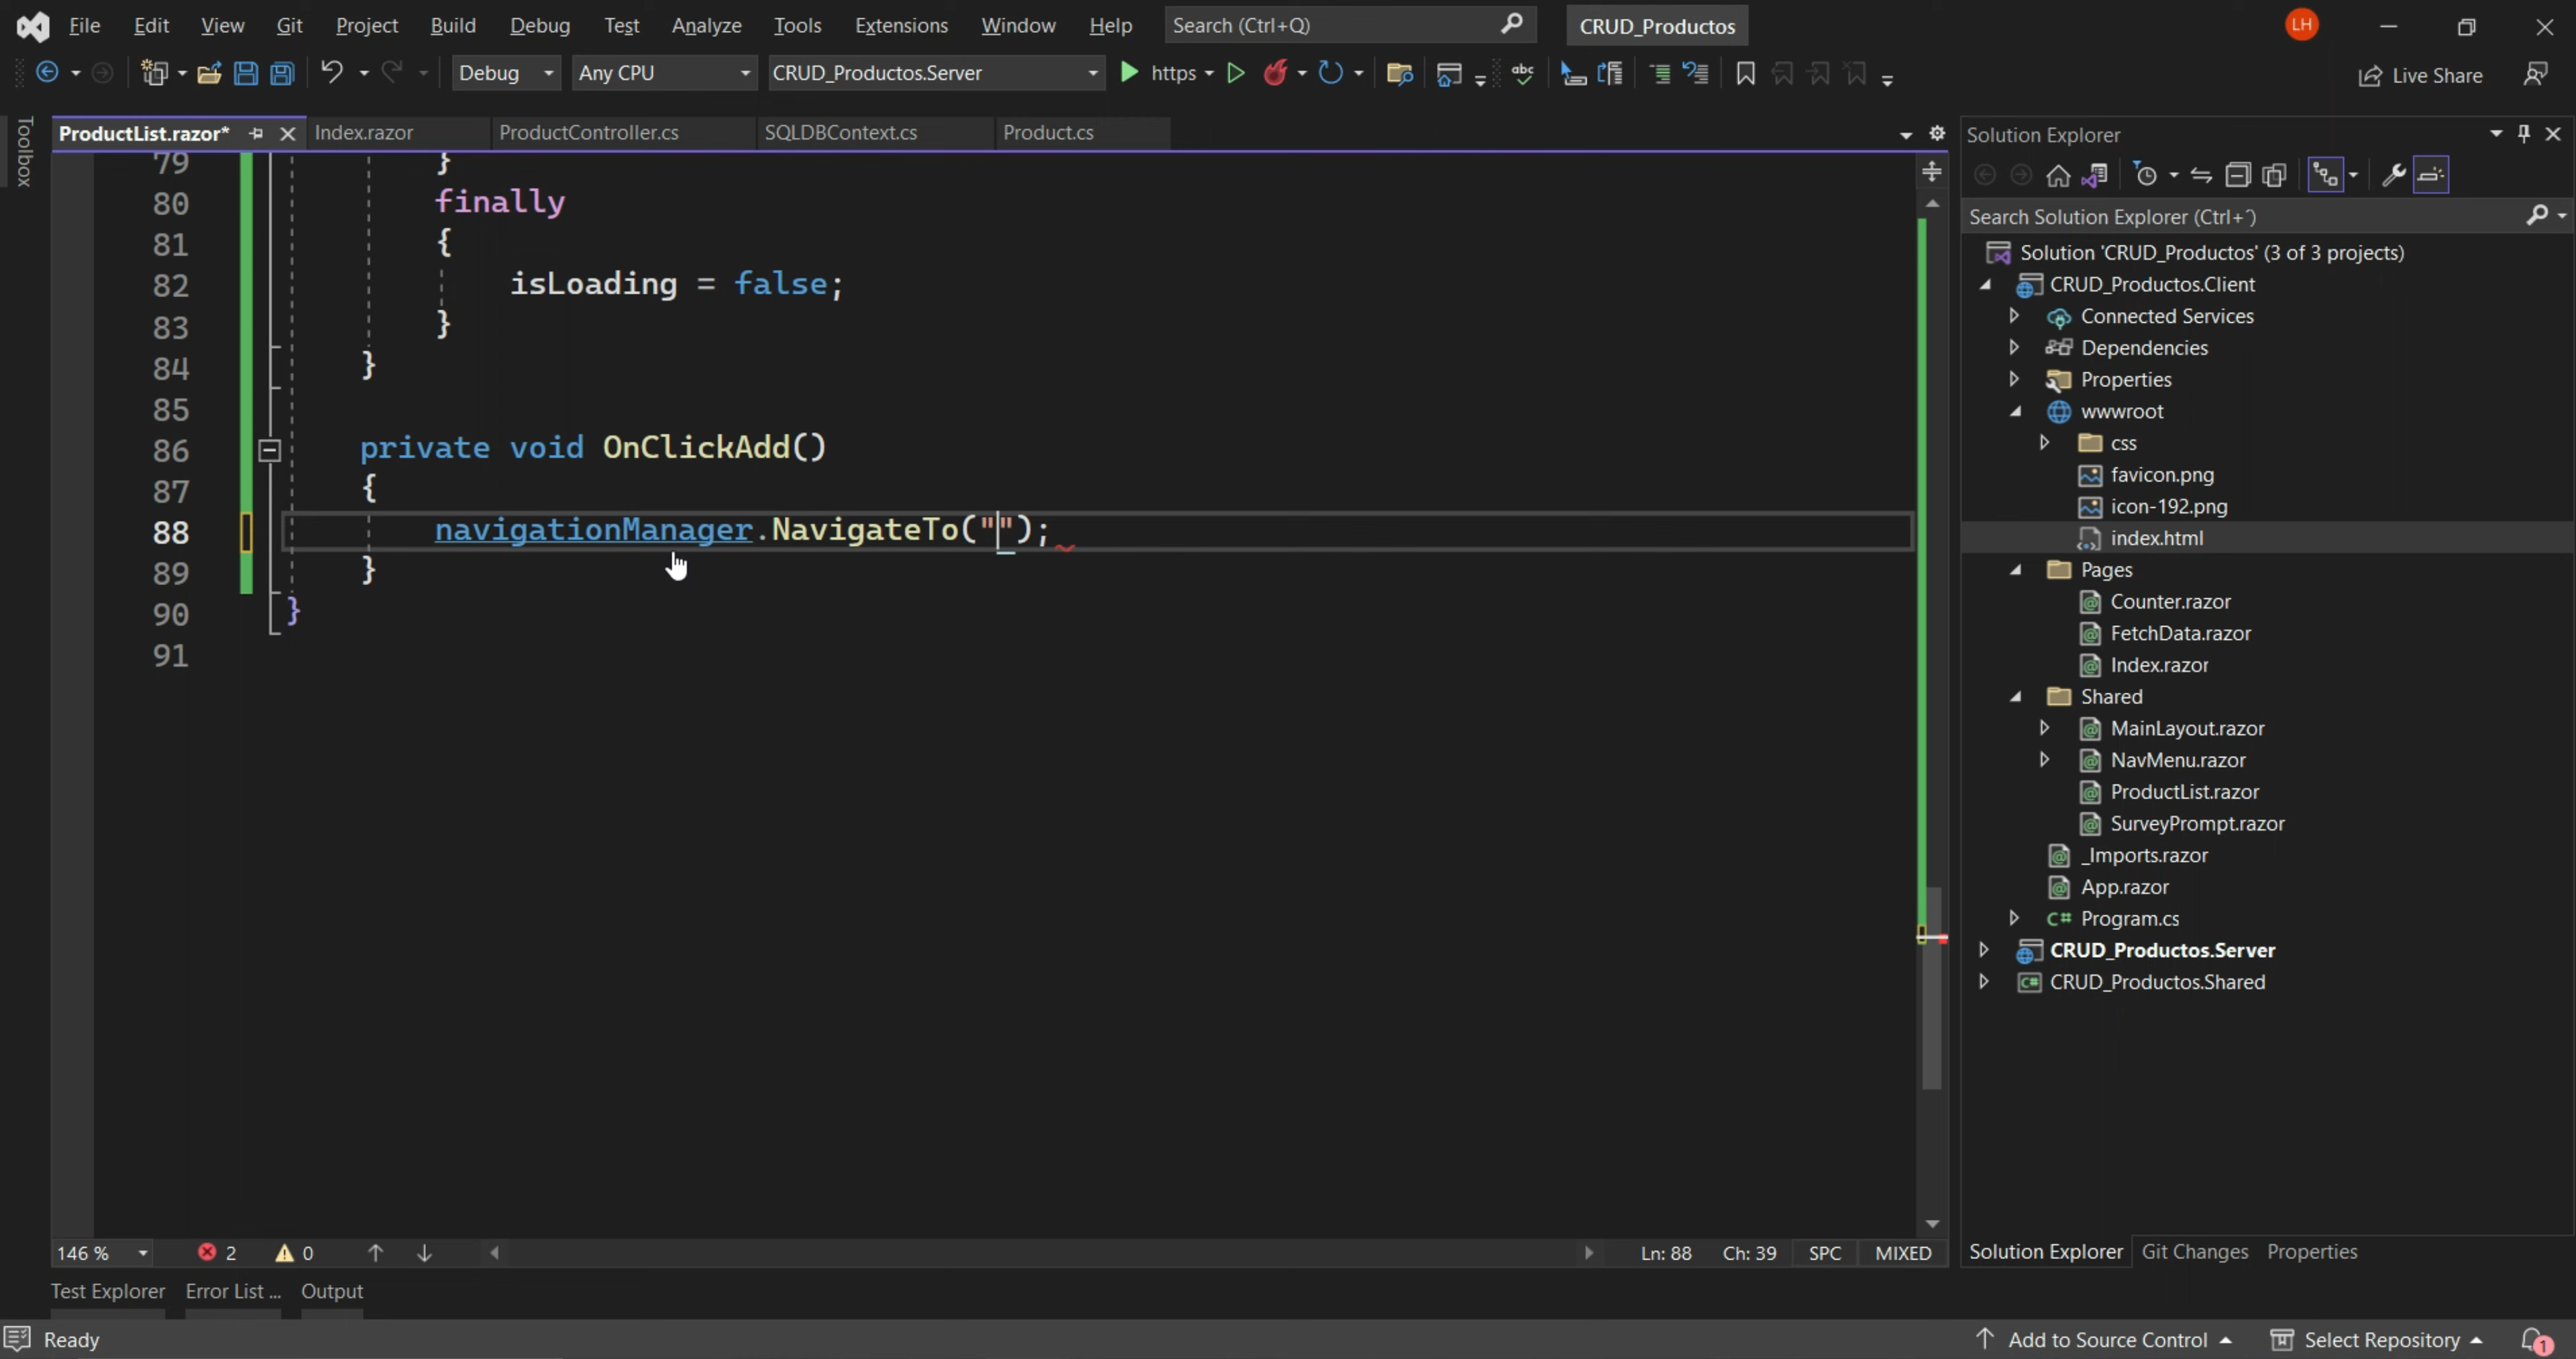 File Edit View Git Project Build Debug Test Analyze Tools Extensions Window Help Search (Ctrl+Q) CRUD_Productos LH
Debug Any CPU CRUD_Productos.Server https abc Live Share
Toolbox
ProductList.razor* Index.razor ProductController.cs SQLDBContext.cs Product.cs
79 }
80 finally
81 {
82 isLoading = false;
83 }
84 }
85
86 private void OnClickAdd()
87 {
88 navigationManager.NavigateTo("");
89 }
90 }
91
146 % 2 0 Ln: 88 Ch: 39 SPC MIXED
Test Explorer Error List ... Output
Solution Explorer
Search Solution Explorer (Ctrl+´)
Solution 'CRUD_Productos' (3 of 3 projects)
CRUD_Productos.Client
Connected Services
Dependencies
Properties
wwwroot
css
favicon.png
icon-192.png
index.html
Pages
Counter.razor
FetchData.razor
Index.razor
Shared
MainLayout.razor
NavMenu.razor
ProductList.razor
SurveyPrompt.razor
_Imports.razor
App.razor
C# Program.cs
CRUD_Productos.Server
C# CRUD_Productos.Shared
Solution Explorer Git Changes Properties
Ready Add to Source Control Select Repository 1